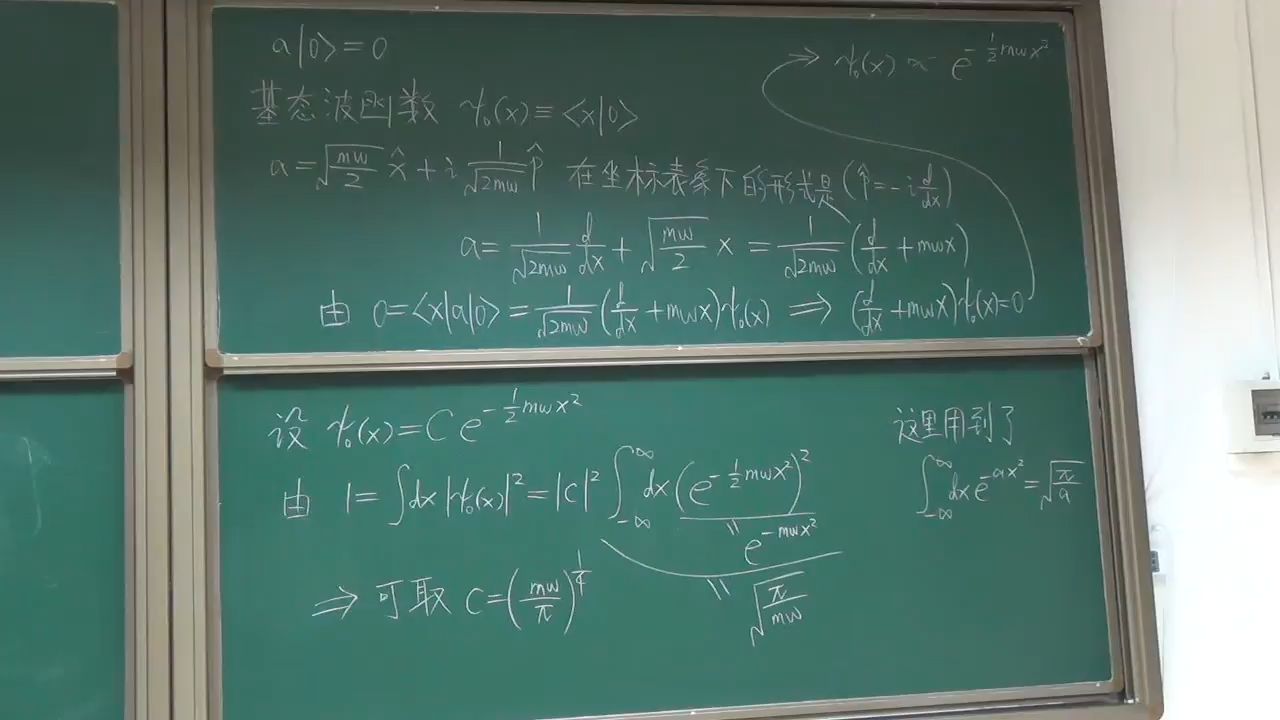 a|0⟩=0
⇒ ψ₀(x) ∝ e^{-½mωx²}
基态波函数 ψ₀(x)≡⟨x|0⟩
a=√(mω/2) x̂+i 1/√(2mω) p̂ 在坐标表象下的形式是(p̂=-i d/dx)
a=1/√(2mω) d/dx+√(mω/2) x=1/√(2mω)(d/dx+mωx)
由 0=⟨x|a|0⟩=1/√(2mω)(d/dx+mωx)ψ₀(x) ⇒ (d/dx+mωx)ψ₀(x)=0
设 ψ₀(x)=Ce^{-½mωx²}
由 1=∫dx|ψ₀(x)|²=|C|²∫_{-∞}^{∞}dx(e^{-½mωx²})²
= e^{-mωx²}
= √(π/mω)
⇒ 可取 C=(mω/π)^{1/4}
这里用到了
∫_{-∞}^{∞}dx e^{-ax²}=√(π/a)